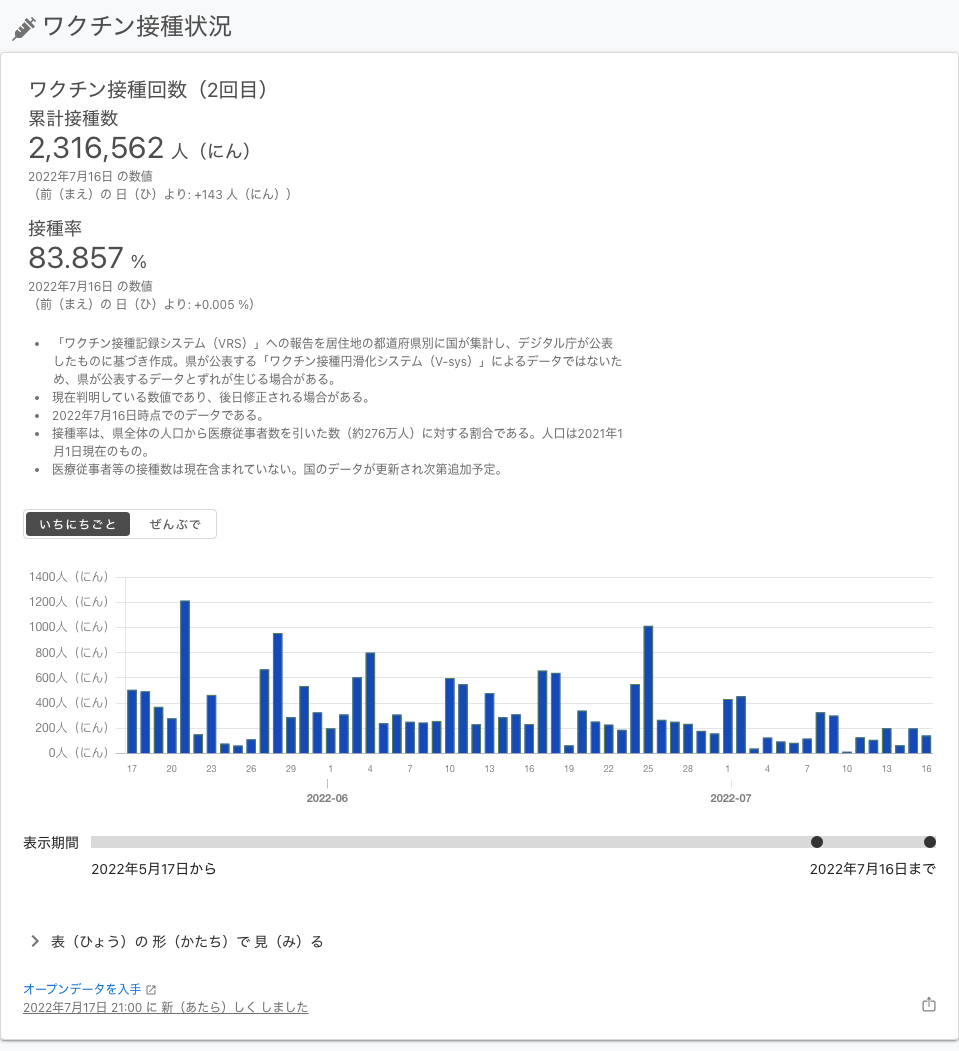 ワクチン接種状況
ワクチン接種回数（2回目）
累計接種数
2,316,562 人（にん）
2022年7月16日 の数値
（前（まえ）の 日（ひ）より: +143 人（にん））
接種率
83.857 %
2022年7月16日 の数値
（前（まえ）の 日（ひ）より: +0.005 %）
• 「ワクチン接種記録システム（VRS）」への報告を居住地の都道府県別に国が集計し、デジタル庁が公表
したものに基づき作成。県が公表する「ワクチン接種円滑化システム（V-sys）」によるデータではないた
め、県が公表するデータとずれが生じる場合がある。
• 現在判明している数値であり、後日修正される場合がある。
• 2022年7月16日時点でのデータである。
• 接種率は、県全体の人口から医療従事者数を引いた数（約276万人）に対する割合である。人口は2021年1
月1日現在のもの。
• 医療従事者等の接種数は現在含まれていない。国のデータが更新され次第追加予定。
いちにちごと ぜんぶで
1400人（にん）
1200人（にん）
1000人（にん）
800人（にん）
600人（にん）
400人（にん）
200人（にん）
0人（にん）
17 20 23 26 29 1 4 7 10 13 16 19 22 25 28 1 4 7 10 13 16
2022-06 2022-07
表示期間
2022年5月17日から 2022年7月16日まで
表（ひょう）の 形（かたち）で 見（み）る
オープンデータを入手
2022年7月17日 21:00 に 新（あたら）しく しました